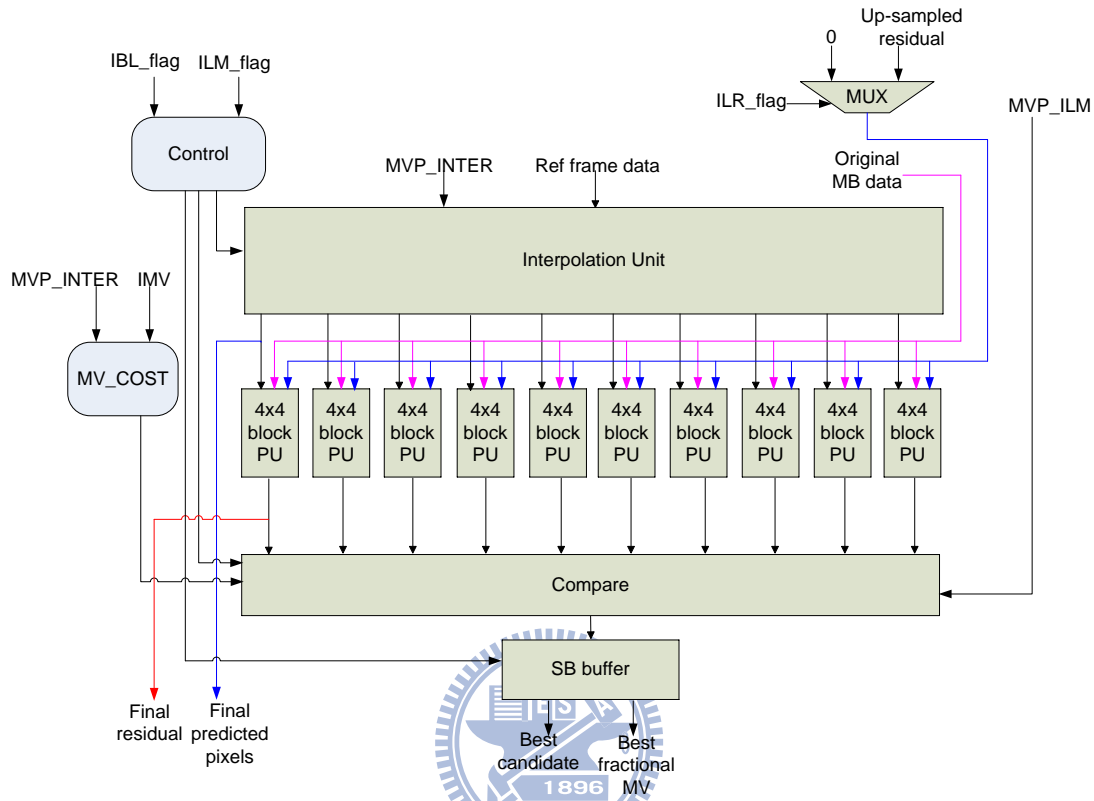 Up-sampled
residual
0
IBL_flag
ILM_flag
MUX
ILR_flag
MVP_ILM
Control
Original
MB data
MVP_INTER
Ref frame data
Interpolation Unit
MVP_INTER
IMV
MV_COST
4x4
block
PU
4x4
block
PU
4x4
block
PU
4x4
block
PU
4x4
block
PU
4x4
block
PU
4x4
block
PU
4x4
block
PU
4x4
block
PU
4x4
block
PU
Compare
SB buffer
Final
residual
Final
predicted
pixels
Best
candidate
Best
fractional
MV
E S A
1896